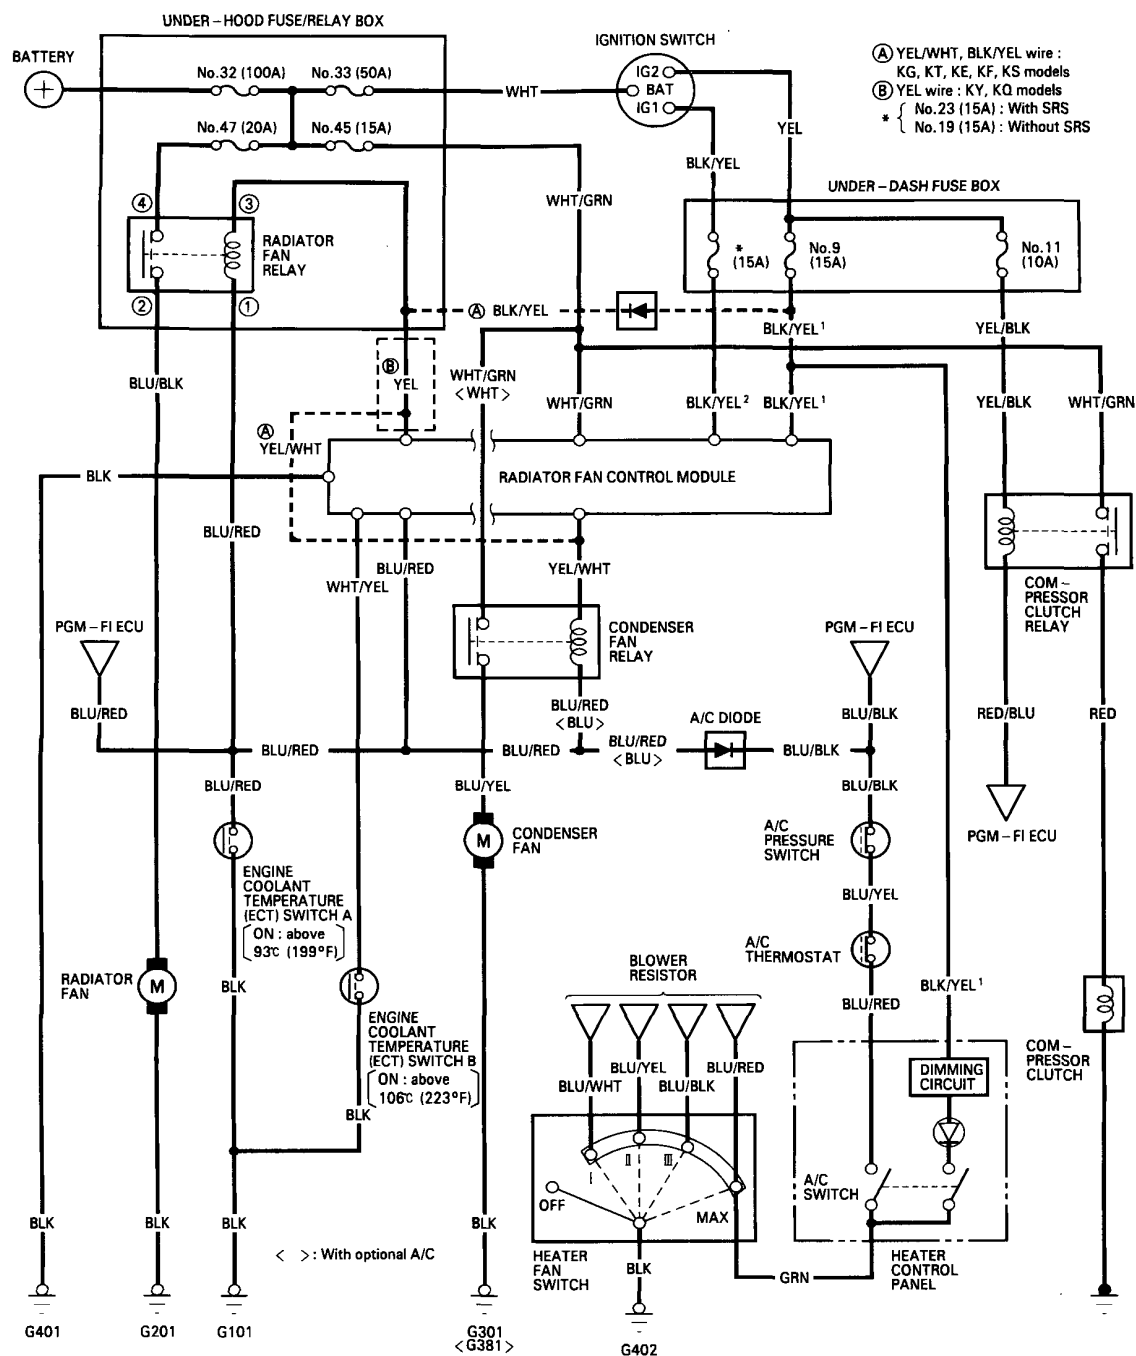 UNDER-HOOD FUSE/RELAY BOX
BATTERY
No.32 (100A)
No.33 (50A)
No.47 (20A)
No.45 (15A)
WHT
IGNITION SWITCH
IG2
BAT
IG1
Ⓐ YEL/WHT, BLK/YEL wire :
KG, KT, KE, KF, KS models
Ⓑ YEL wire : KY, KQ models
* { No.23 (15A) : With SRS
No.19 (15A) : Without SRS
YEL
BLK/YEL
WHT/GRN
UNDER-DASH FUSE BOX
*
(15A)
No.9
(15A)
No.11
(10A)
④
③
RADIATOR
FAN
RELAY
②
①
Ⓐ BLK/YEL
BLK/YEL¹
YEL/BLK
BLU/BLK
Ⓑ
YEL
WHT/GRN
<WHT>
WHT/GRN
BLK/YEL²
BLK/YEL¹
YEL/BLK
WHT/GRN
Ⓐ
YEL/WHT
BLK
RADIATOR FAN CONTROL MODULE
BLU/RED
WHT/YEL
BLU/RED
YEL/WHT
COM-
PRESSOR
CLUTCH
RELAY
PGM-FI ECU
CONDENSER
FAN
RELAY
PGM-FI ECU
BLU/RED
BLU/RED
<BLU>
A/C DIODE
BLU/BLK
RED/BLU
RED
BLU/RED
BLU/RED
BLU/RED
<BLU>
BLU/BLK
BLU/RED
BLU/YEL
BLU/BLK
PGM-FI ECU
M
CONDENSER
FAN
A/C
PRESSURE
SWITCH
ENGINE
COOLANT
TEMPERATURE
(ECT) SWITCH A
ON : above
93℃ (199°F)
BLU/YEL
A/C
THERMOSTAT
RADIATOR
FAN
M
BLK
BLOWER
RESISTOR
BLU/RED
BLK/YEL¹
ENGINE
COOLANT
TEMPERATURE
(ECT) SWITCH B
ON : above
106℃ (223°F)
BLK
BLU/WHT
BLU/YEL
BLU/BLK
BLU/RED
COM-
PRESSOR
CLUTCH
DIMMING
CIRCUIT
I
II
III
OFF
MAX
A/C
SWITCH
BLK
BLK
BLK
BLK
< > : With optional A/C
HEATER
FAN
SWITCH
BLK
GRN
HEATER
CONTROL
PANEL
G401
G201
G101
G301
<G381>
G402